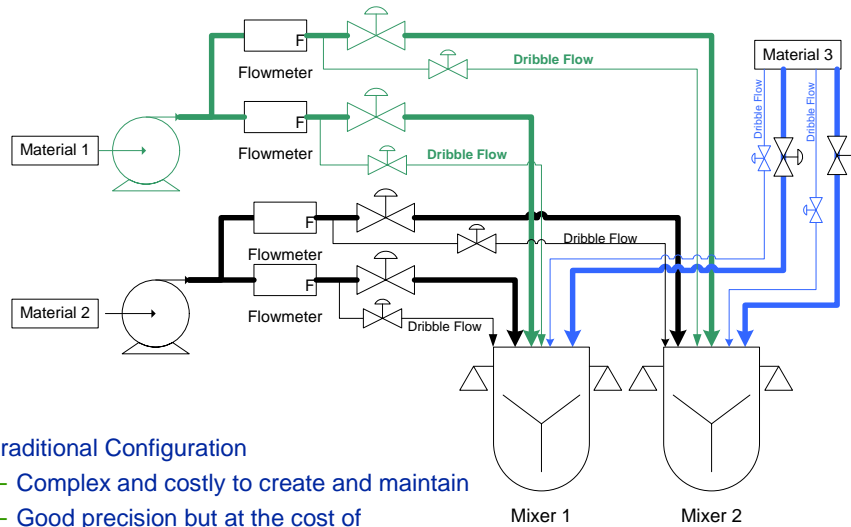 F
Flowmeter
Dribble Flow
Material 3
Dribble Flow
Dribble Flow
F
Flowmeter
Dribble Flow
Material 1
F
Flowmeter
Dribble Flow
F
Flowmeter
Dribble Flow
Material 2
raditional Configuration
– Complex and costly to create and maintain
– Good precision but at the cost of
Mixer 1
Mixer 2